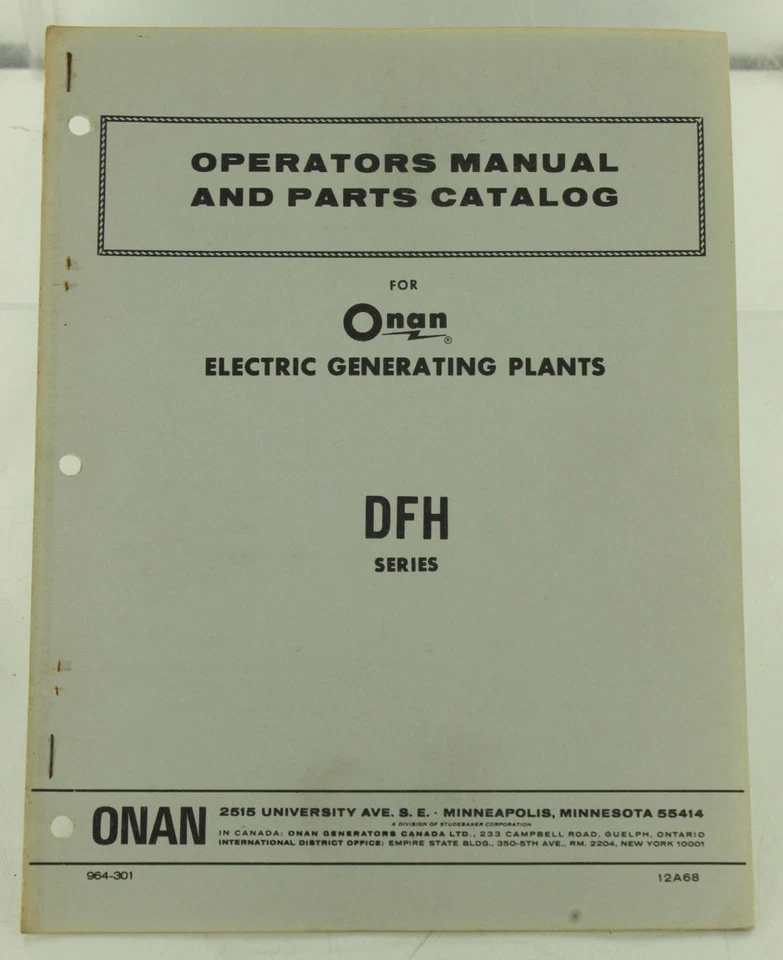 OPERATORS MANUAL
AND PARTS CATALOG
FOR
Onan®
ELECTRIC GENERATING PLANTS
DFH
SERIES
ONAN
2515 UNIVERSITY AVE. S. E. · MINNEAPOLIS, MINNESOTA 55414
A DIVISION OF STUDEBAKER CORPORATION
IN CANADA: ONAN GENERATORS CANADA LTD., 233 CAMPBELL ROAD, GUELPH, ONTARIO
INTERNATIONAL DISTRICT OFFICE: EMPIRE STATE BLDG., 350-5TH AVE., RM. 2204, NEW YORK 10001
964-301
12A68